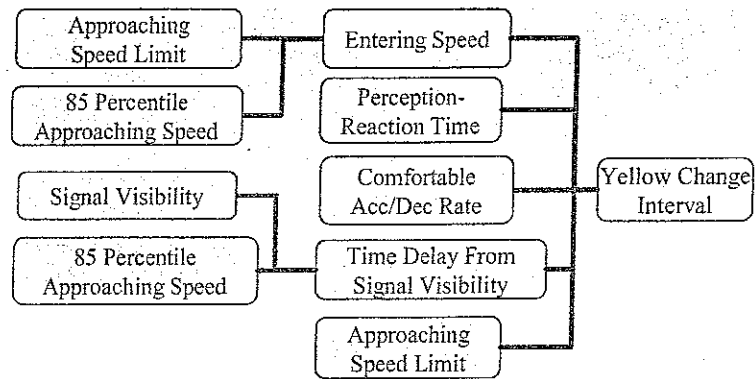 Approaching
Speed Limit
85 Percentile
Approaching Speed
Signal Visibility
85 Percentile
Approaching Speed
Entering Speed
Perception-
Reaction Time
Comfortable
Acc/Dec Rate
Time Delay From
Signal Visibility
Approaching
Speed Limit
Yellow Change
Interval